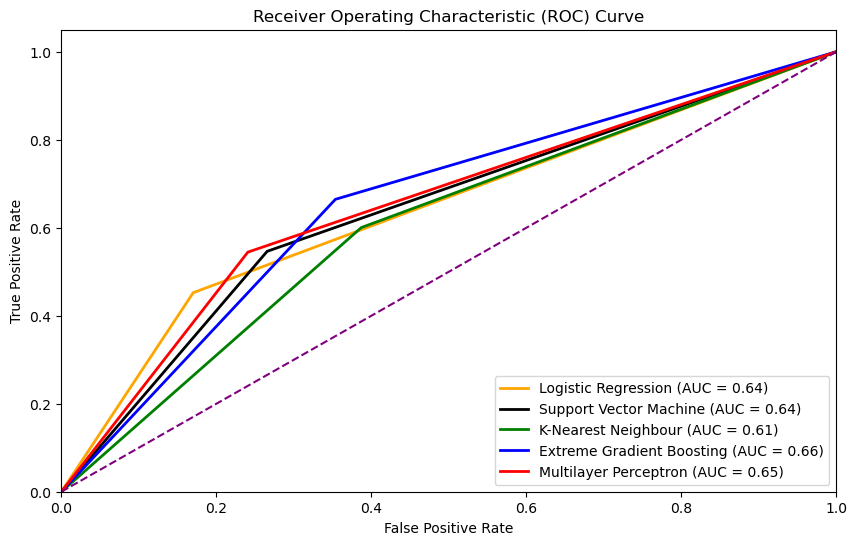 Receiver Operating Characteristic (ROC) Curve
True Positive Rate
1.0
0.8
0.6
0.4
0.2
0.0
Logistic Regression (AUC = 0.64)
Support Vector Machine (AUC = 0.64)
K-Nearest Neighbour (AUC = 0.61)
Extreme Gradient Boosting (AUC = 0.66)
Multilayer Perceptron (AUC = 0.65)
0.0 0.2 0.4 0.6 0.8 1.0
False Positive Rate